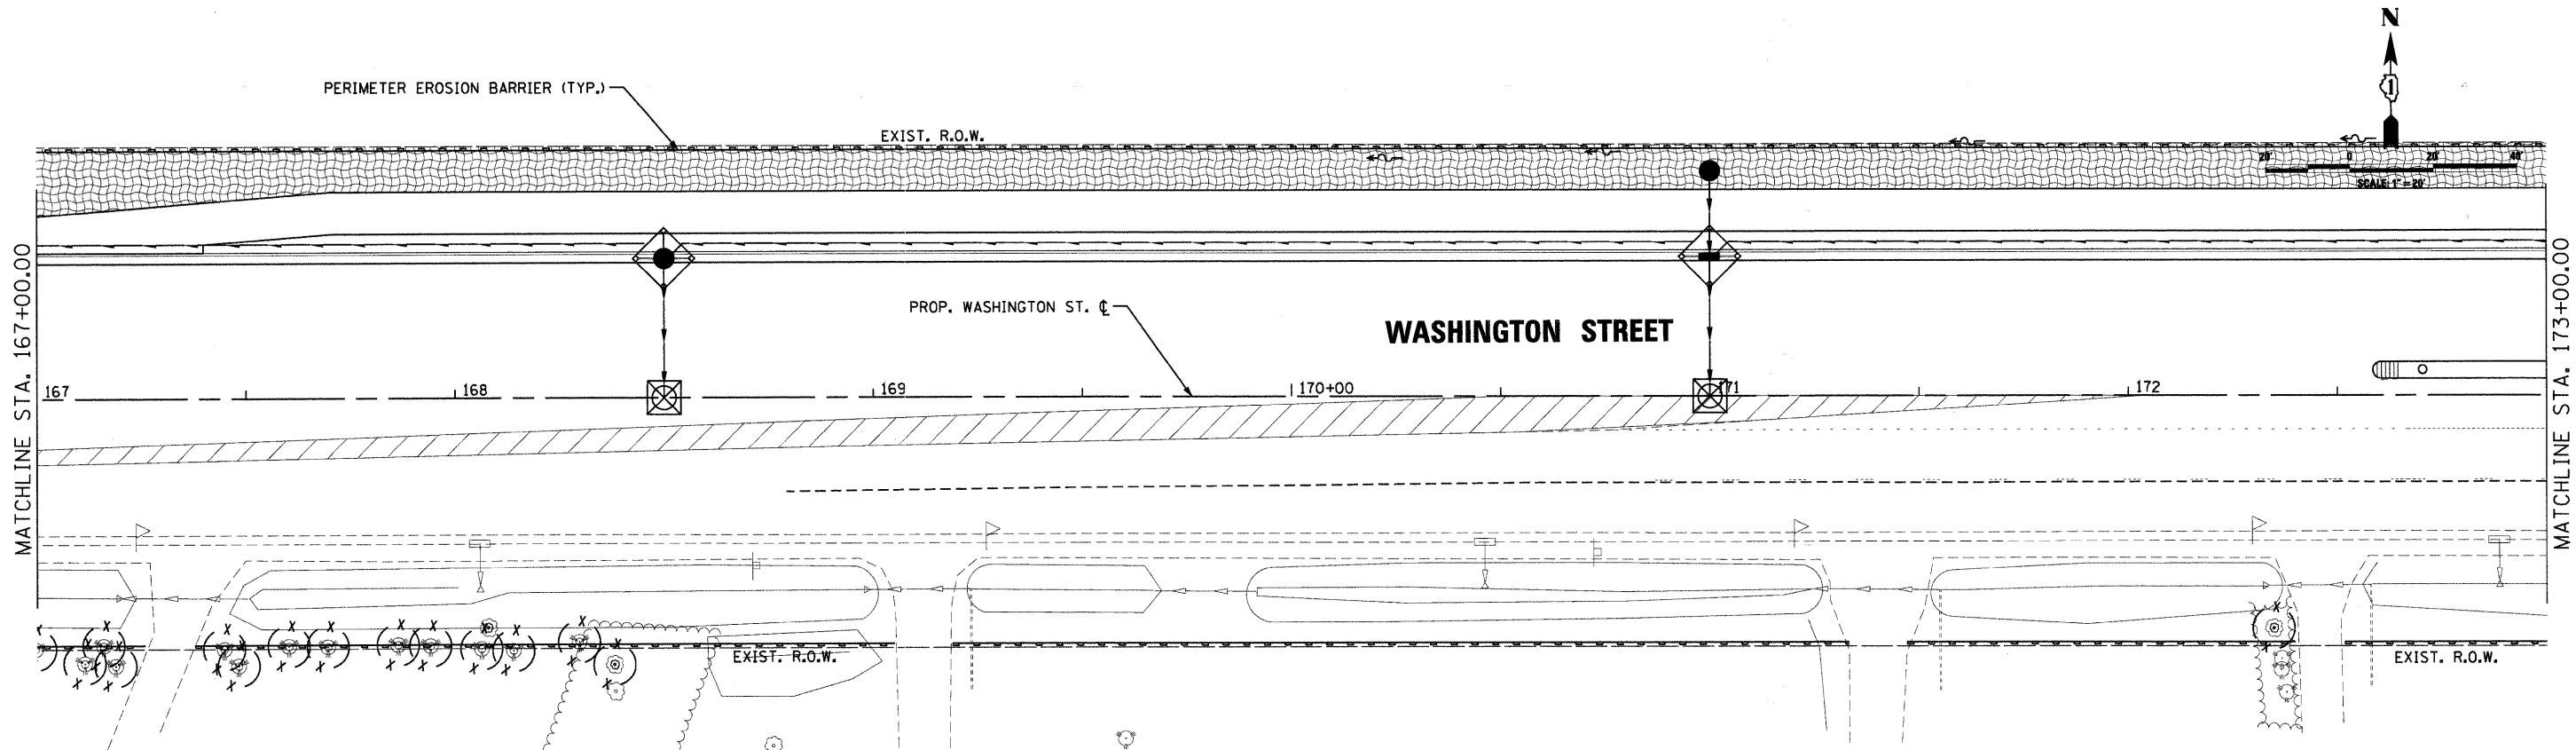 N
1
PERIMETER EROSION BARRIER (TYP.)
EXIST. R.O.W.
20' 0 20' 40'
SCALE: 1" = 20'
MATCHLINE STA. 167+00.00
MATCHLINE STA. 173+00.00
PROP. WASHINGTON ST. ℄
WASHINGTON STREET
167 168 169 170+00 171 172
EXIST. R.O.W.
EXIST. R.O.W.